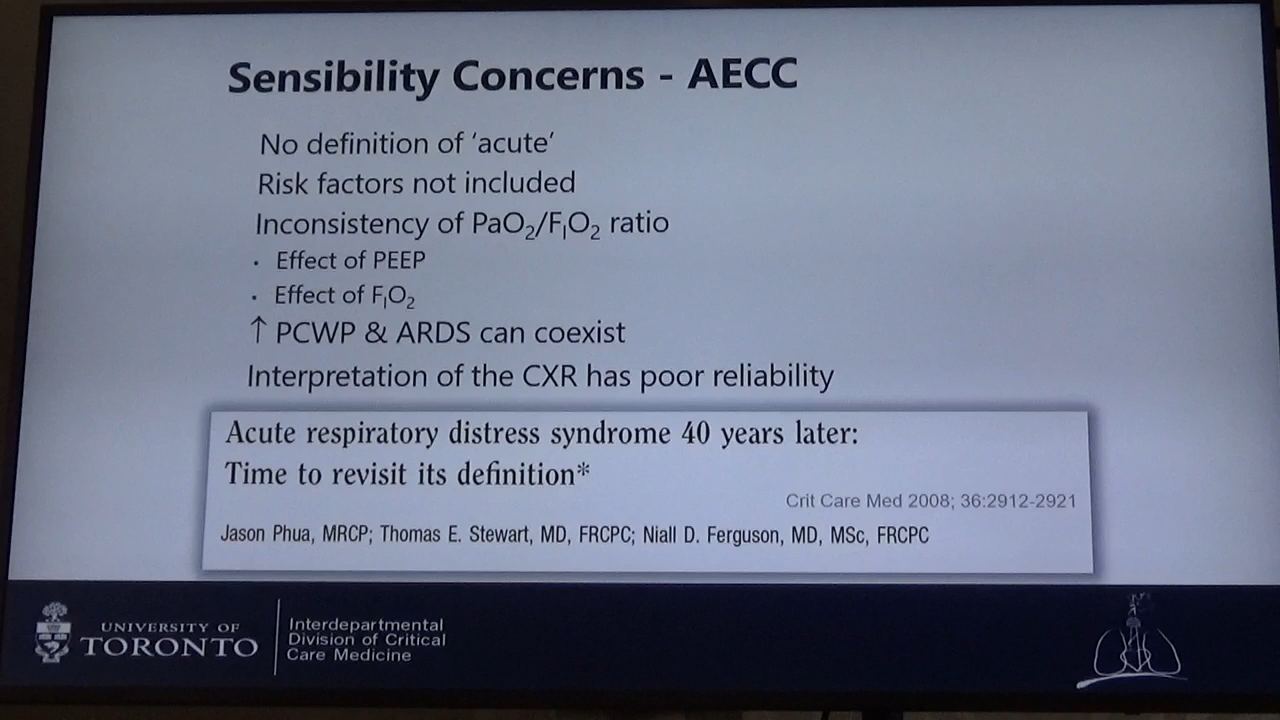 Sensibility Concerns - AECC
No definition of ‘acute’
Risk factors not included
Inconsistency of PaO₂/FᵢO₂ ratio
· Effect of PEEP
· Effect of FᵢO₂
↑ PCWP & ARDS can coexist
Interpretation of the CXR has poor reliability
Acute respiratory distress syndrome 40 years later:
Time to revisit its definition*
Crit Care Med 2008; 36:2912-2921
Jason Phua, MRCP; Thomas E. Stewart, MD, FRCPC; Niall D. Ferguson, MD, MSc, FRCPC
UNIVERSITY OF
TORONTO
Interdepartmental
Division of Critical
Care Medicine